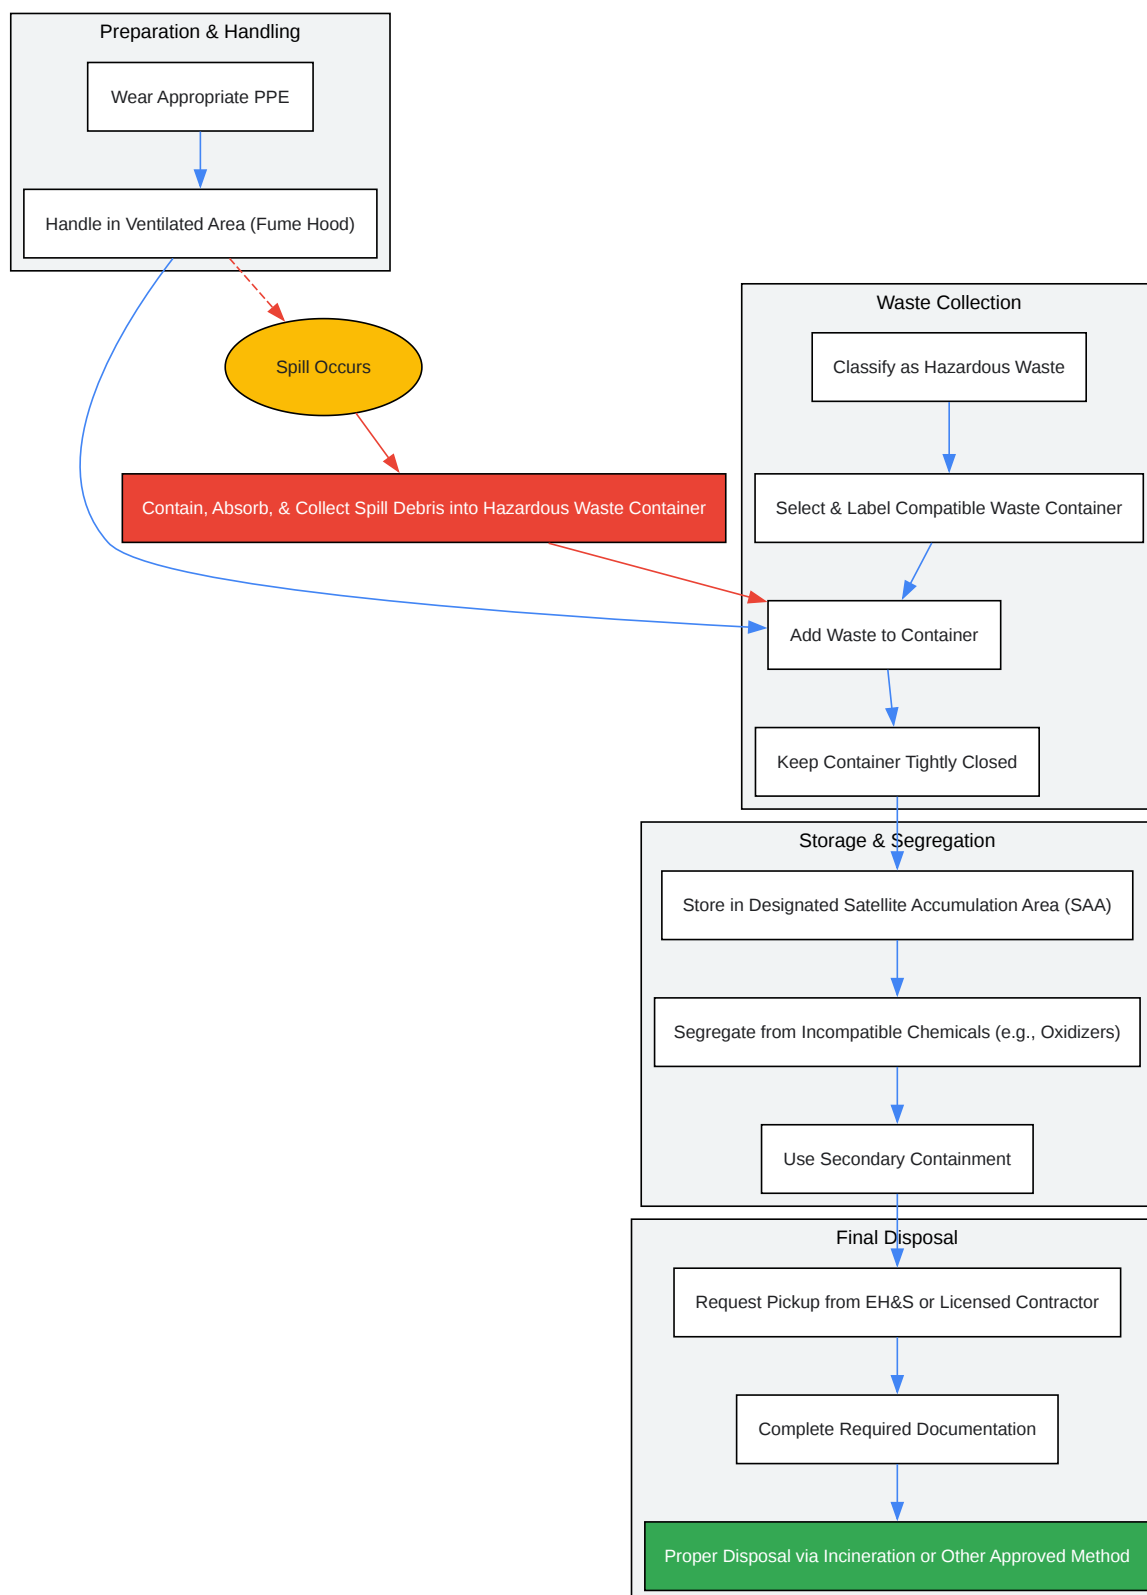 Preparation & Handling
Wear Appropriate PPE
Handle in Ventilated Area (Fume Hood)
Spill Occurs
Contain, Absorb, & Collect Spill Debris into Hazardous Waste Container
Waste Collection
Classify as Hazardous Waste
Select & Label Compatible Waste Container
Add Waste to Container
Keep Container Tightly Closed
Storage & Segregation
Store in Designated Satellite Accumulation Area (SAA)
Segregate from Incompatible Chemicals (e.g., Oxidizers)
Use Secondary Containment
Final Disposal
Request Pickup from EH&S or Licensed Contractor
Complete Required Documentation
Proper Disposal via Incineration or Other Approved Method